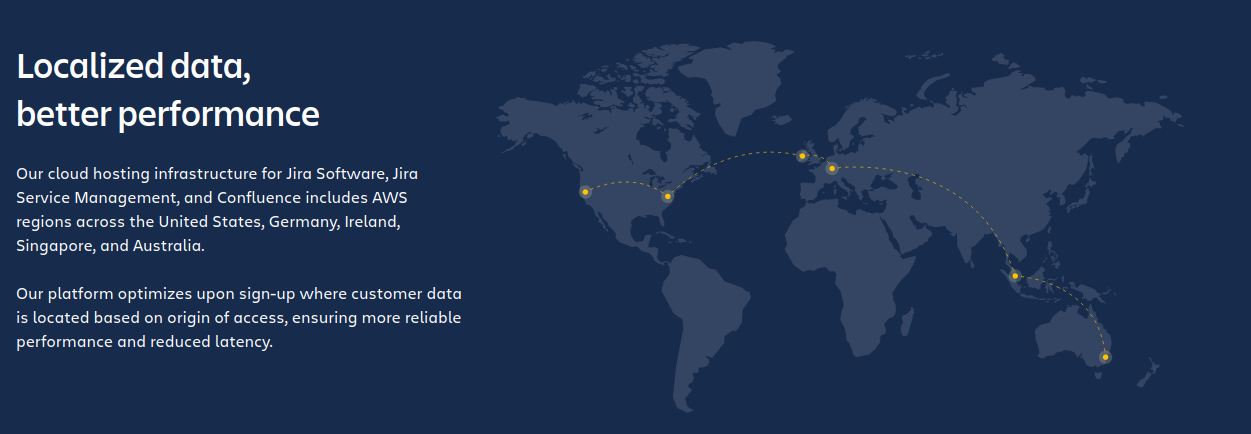 Localized data,
better performance
Our cloud hosting infrastructure for Jira Software, Jira
Service Management, and Confluence includes AWS
regions across the United States, Germany, Ireland,
Singapore, and Australia.
Our platform optimizes upon sign-up where customer data
is located based on origin of access, ensuring more reliable
performance and reduced latency.